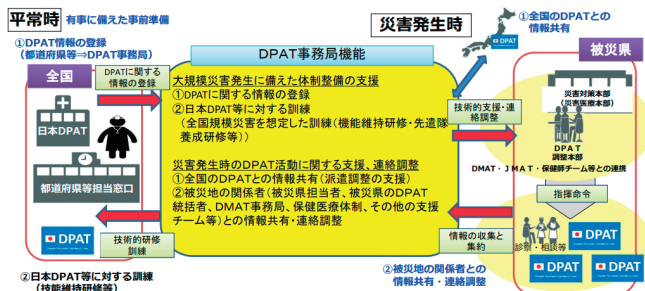 平常時 有事に備えた事前準備
①DPAT情報の登録
(都道府県等⇒DPAT事務局)
全国
日本DPAT
都道府県等担当窓口
DPAT
DPAT
②日本DPAT等に対する訓練
(技能維持研修等)
DPATに関する
情報の登録
技術的研修
訓練
DPAT事務局機能
大規模災害発生に備えた体制整備の支援
①DPATに関する情報の登録
②日本DPAT等に対する訓練
(全国規模災害を想定した訓練(機能維持研修・先遣隊
養成研修等))
災害発生時のDPAT活動に関する支援、連絡調整
①全国のDPATとの情報共有(派遣調整の支援)
②被災地の関係者(被災県担当者、被災県のDPAT
統括者、DMAT事務局、保健医療体制、その他の支援
チーム等)との情報共有・連絡調整
災害発生時
①全国のDPATとの
情報共有
DPAT
技術的支援・連
絡調整
情報の収集と
集約
②被災地の関係者との
情報共有・連絡調整
被災県
災害対策本部
(災害医療本部)
DPAT
調整本部
DMAT・JMAT・保健師チーム等との連携
指揮命令
診察・相談等
DPAT
DPAT
DPAT